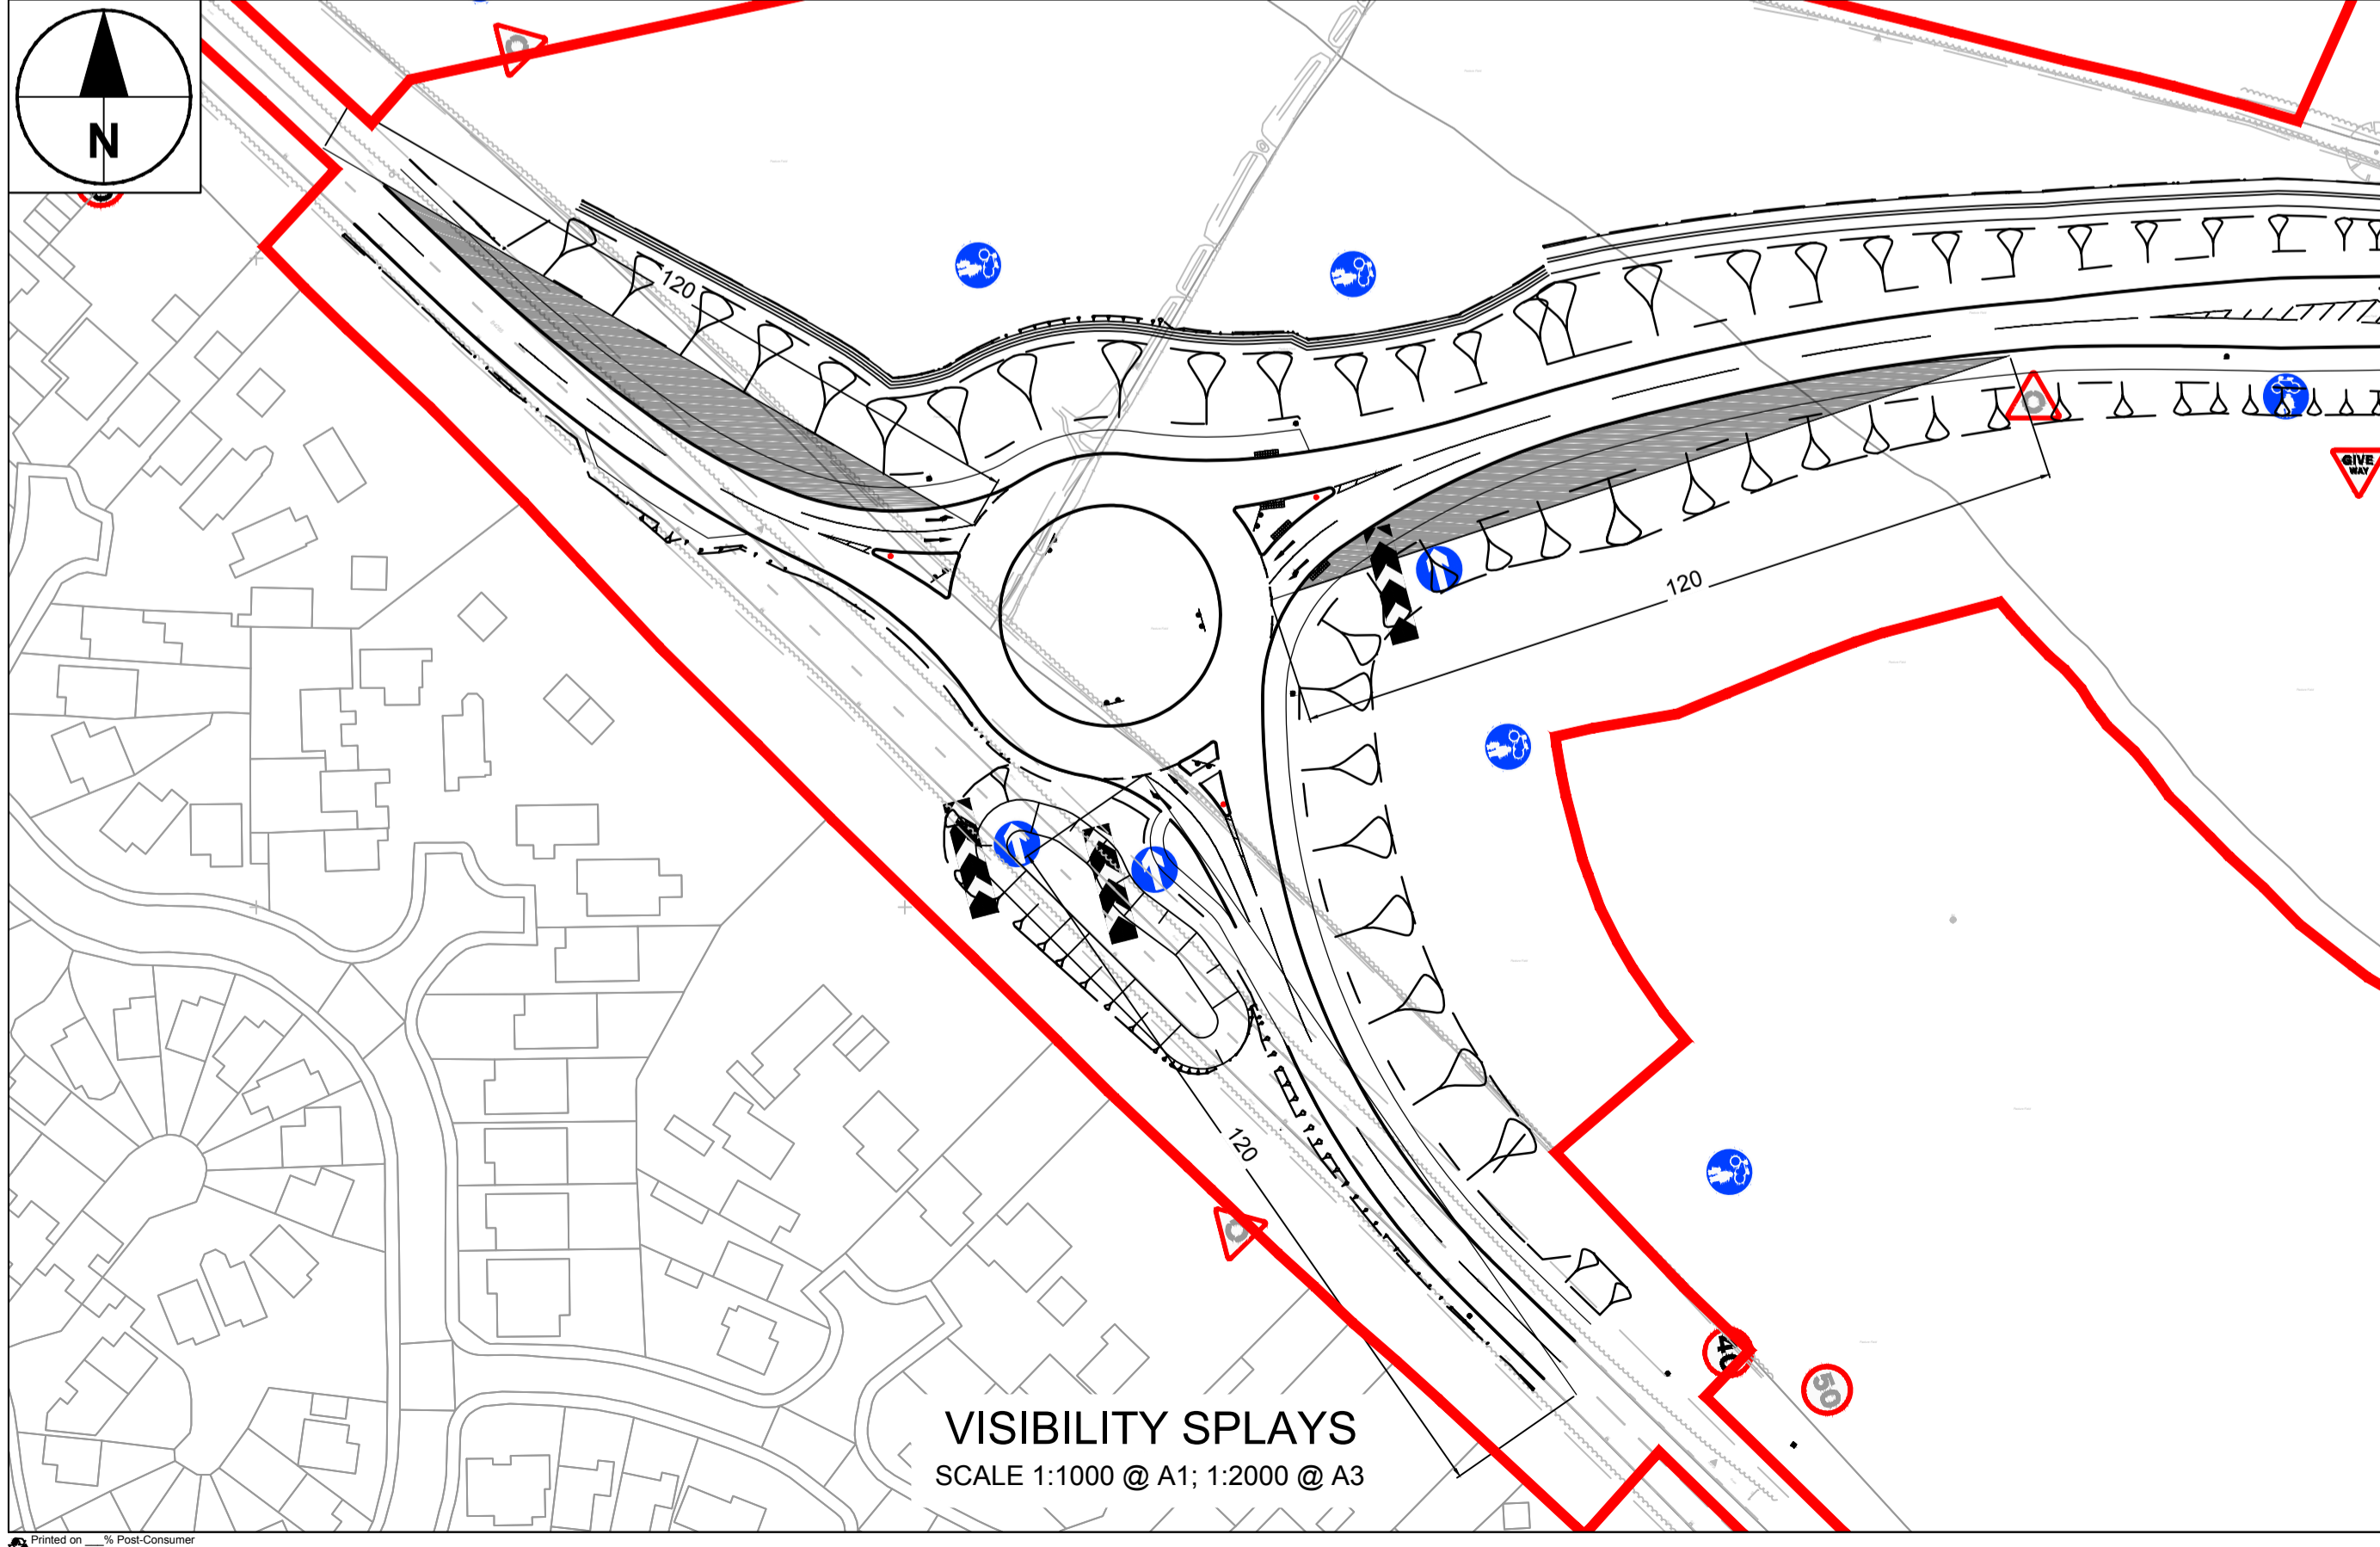 N
120
120
GIVE
WAY
120
40
50
VISIBILITY SPLAYS
SCALE 1:1000 @ A1; 1:2000 @ A3
Printed on ___% Post-Consumer